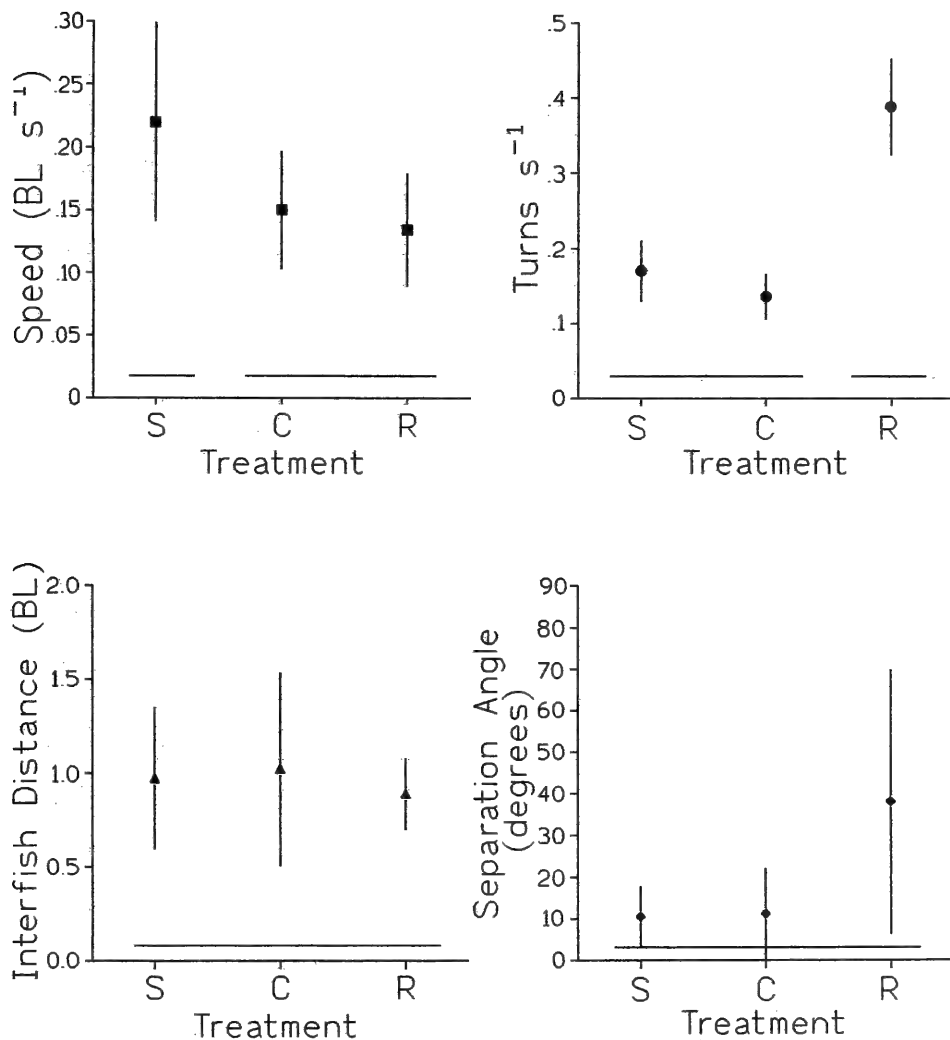 Speed (BL s⁻¹)
.30
.25
.20
.15
.10
.05
0
S C R
Treatment
Turns s⁻¹
.5
.4
.3
.2
.1
0
S C R
Treatment
Interfish Distance (BL)
2.0
1.5
1.0
0.5
0.0
S C R
Treatment
Separation Angle
(degrees)
90
80
70
60
50
40
30
20
10
0
S C R
Treatment